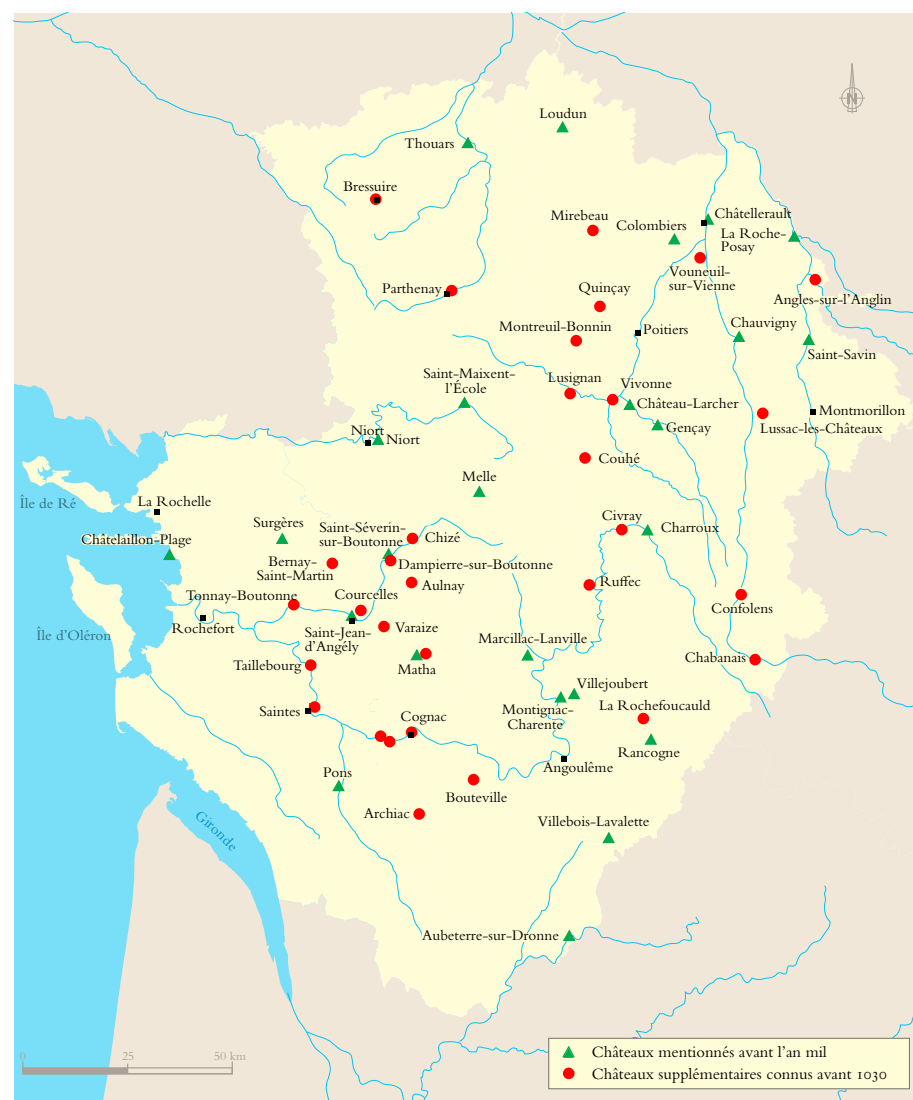 Loudun
Thouars
N
Bressuire
Mirebeau
Colombiers
Châtellerault
La Roche-
Posay
Vouneuil-
sur-Vienne
Parthenay
Quinçay
Angles-sur-l'Anglin
Montreuil-Bonnin
Poitiers
Chauvigny
Saint-Savin
Saint-Maixent-
l'École
Lusignan
Vivonne
Château-Larcher
Montmorillon
Gençay
Lussac-les-Châteaux
Niort
Niort
Couhé
Melle
Île de Ré
La Rochelle
Surgères
Saint-Séverin-
sur-Boutonne
Chizé
Civray
Charroux
Châtelaillon-Plage
Bernay-
Saint-Martin
Dampierre-sur-Boutonne
Aulnay
Ruffec
Tonnay-Boutonne
Courcelles
Confolens
Île d'Oléron
Rochefort
Saint-Jean-
d'Angély
Varaize
Marcillac-Lanville
Chabanais
Taillebourg
Matha
Villejoubert
Saintes
Cognac
Montignac-
Charente
La Rochefoucauld
Rancogne
Pons
Angoulême
Bouteville
Archiac
Villebois-Lavalette
Gironde
Aubeterre-sur-Dronne
0 25 50 km
Châteaux mentionnés avant l'an mil
Châteaux supplémentaires connus avant 1030